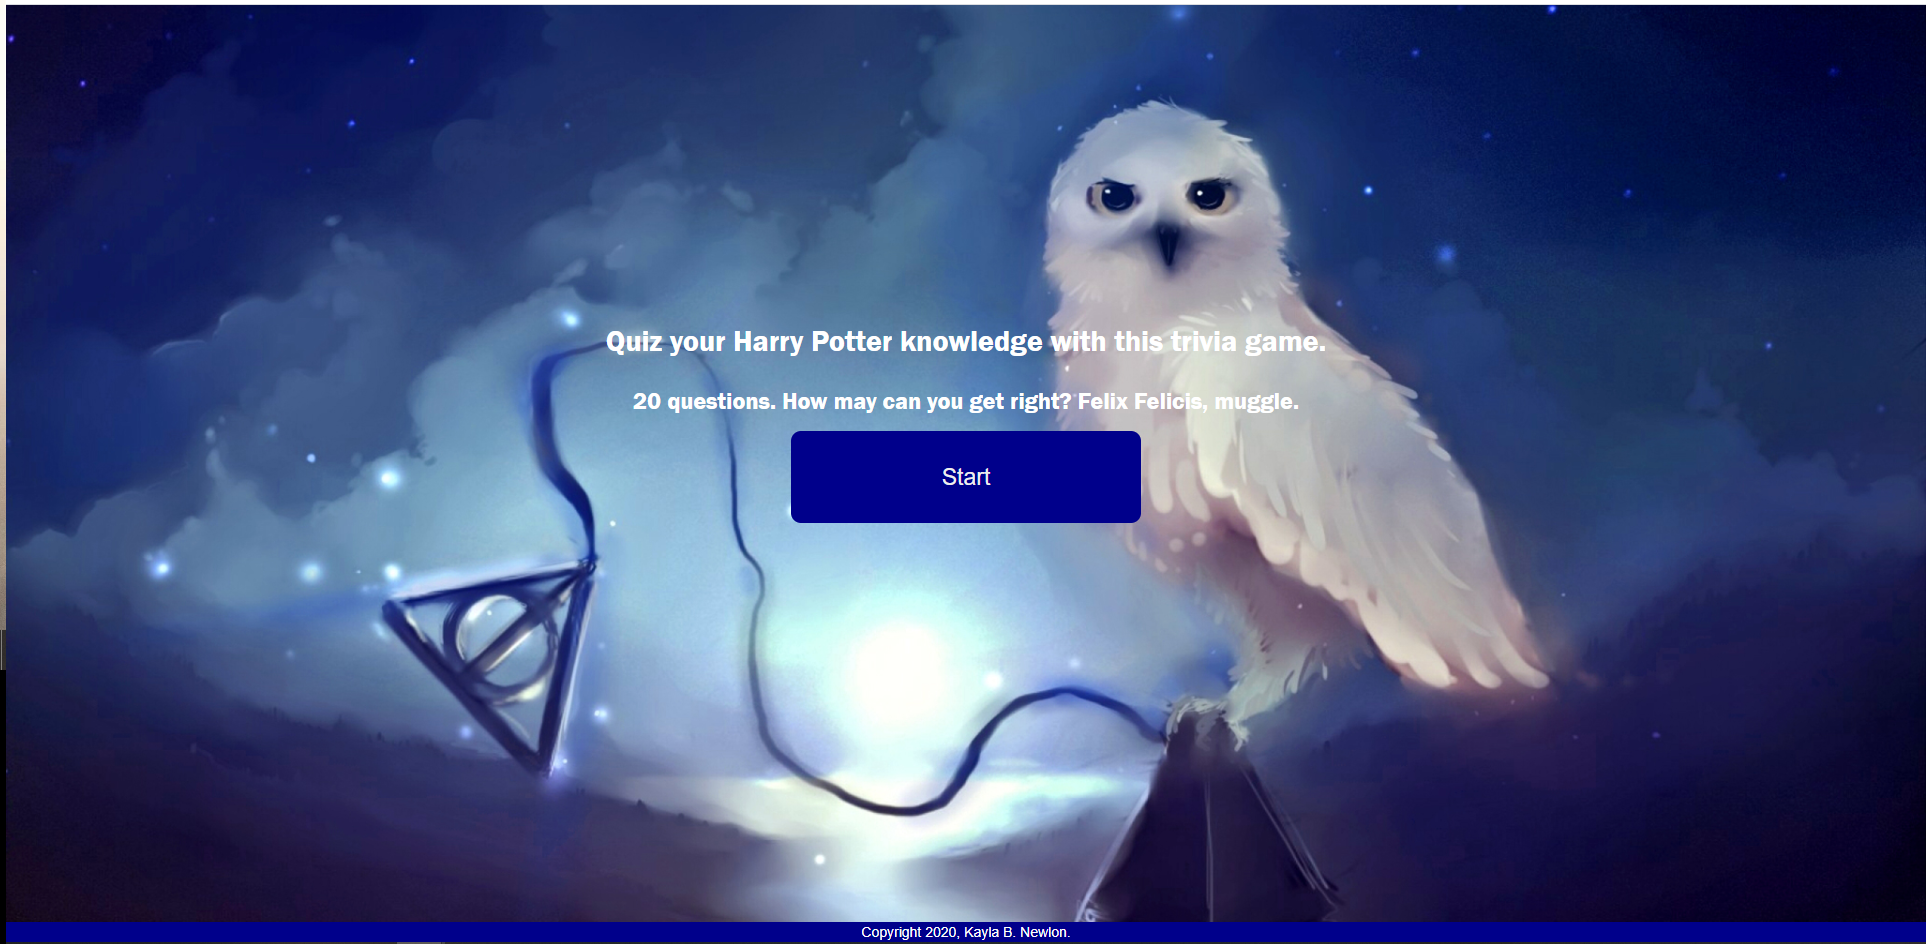 Quiz your Harry Potter knowledge with this trivia game.
20 questions. How may can you get right? Felix Felicis, muggle.
Start
Copyright 2020, Kayla B. Newlon.